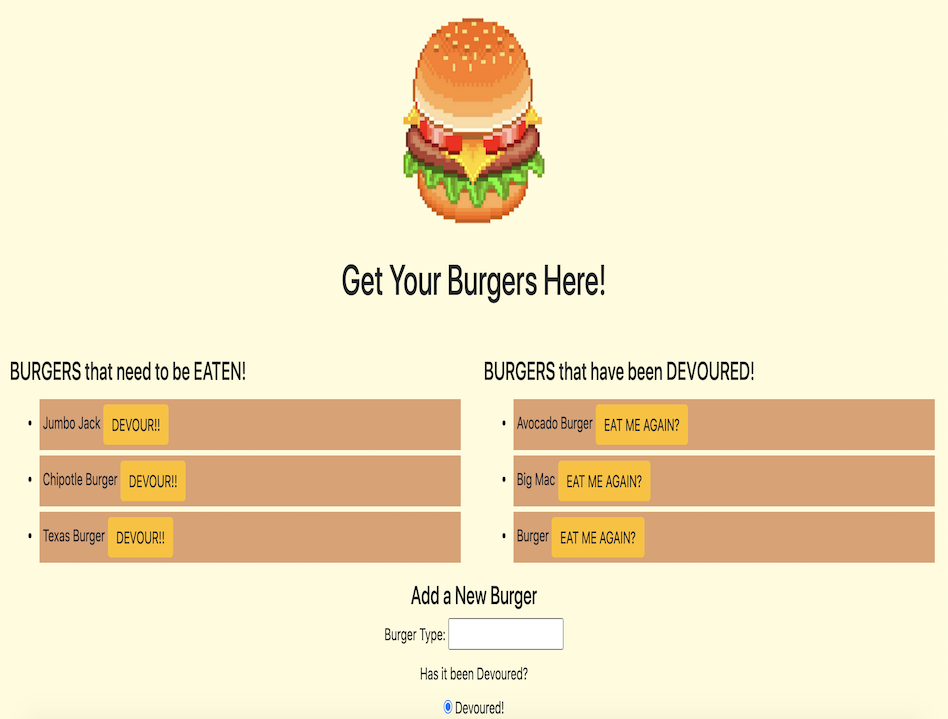 Get Your Burgers Here!
BURGERS that need to be EATEN!
Jumbo Jack DEVOUR!!
Chipotle Burger DEVOUR!!
Texas Burger DEVOUR!!
BURGERS that have been DEVOURED!
Avocado Burger EAT ME AGAIN?
Big Mac EAT ME AGAIN?
Burger EAT ME AGAIN?
Add a New Burger
Burger Type:
Has it been Devoured?
Devoured!